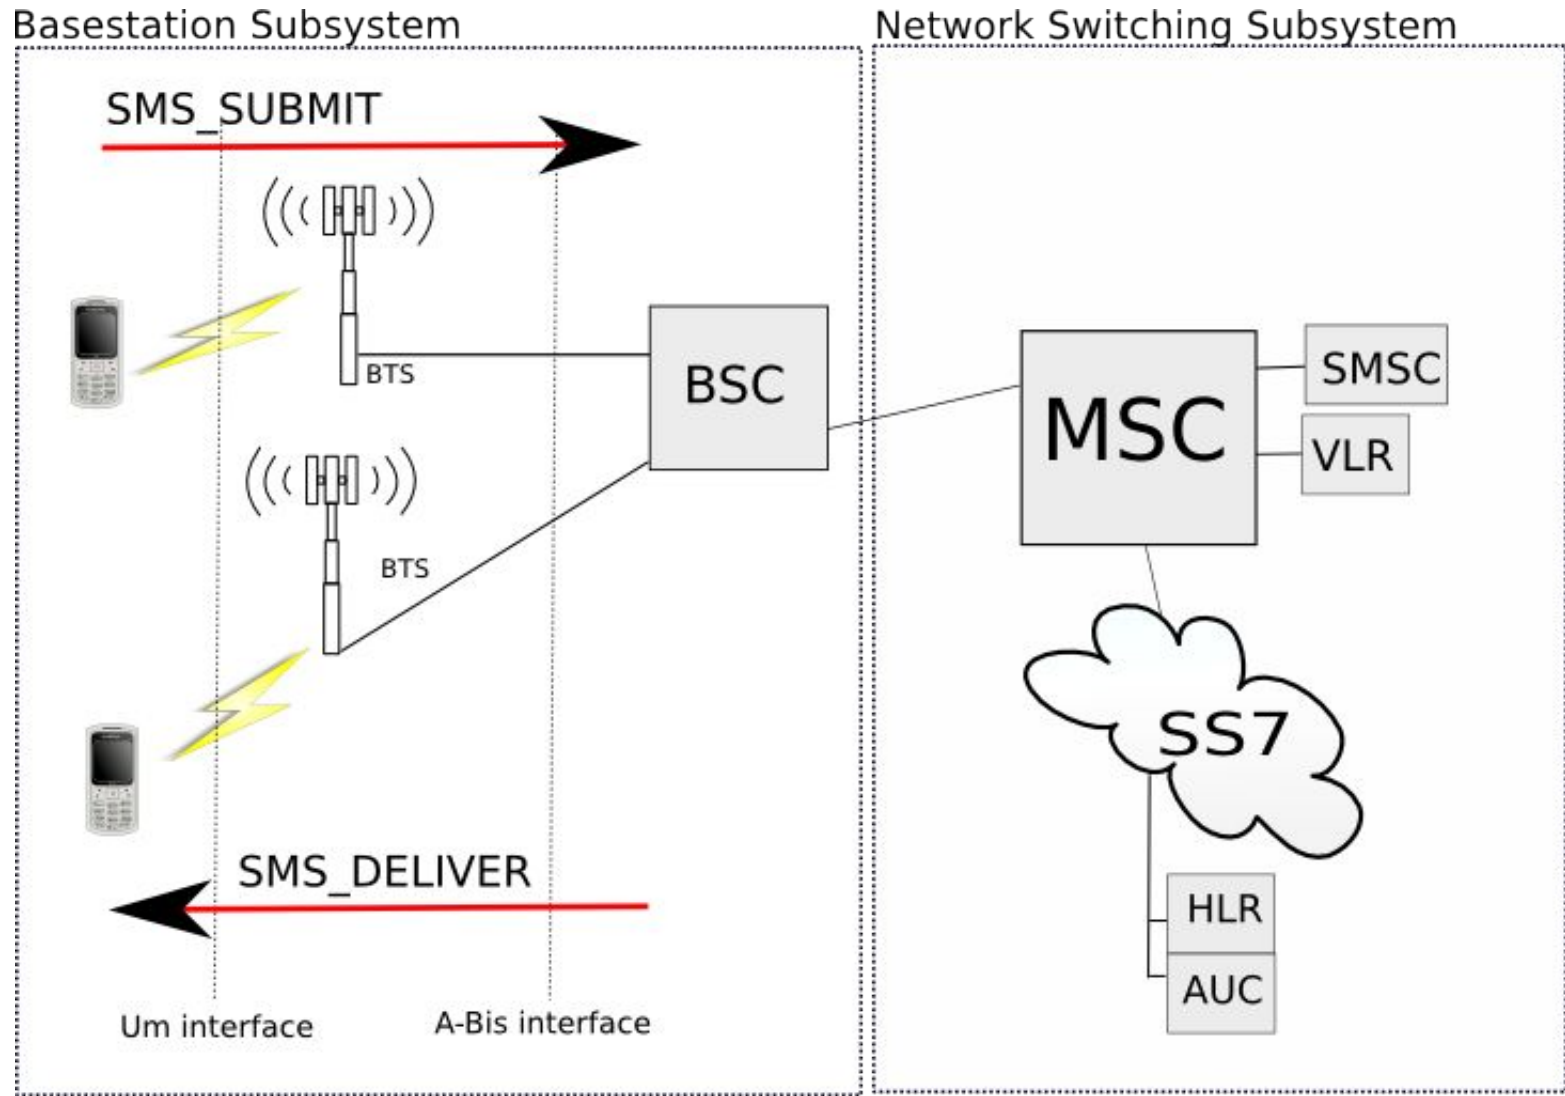 Basestation Subsystem
Network Switching Subsystem
SMS_SUBMIT
BTS
BSC
BTS
SMS_DELIVER
Um interface
A-Bis interface
MSC
SMSC
VLR
SS7
HLR
AUC